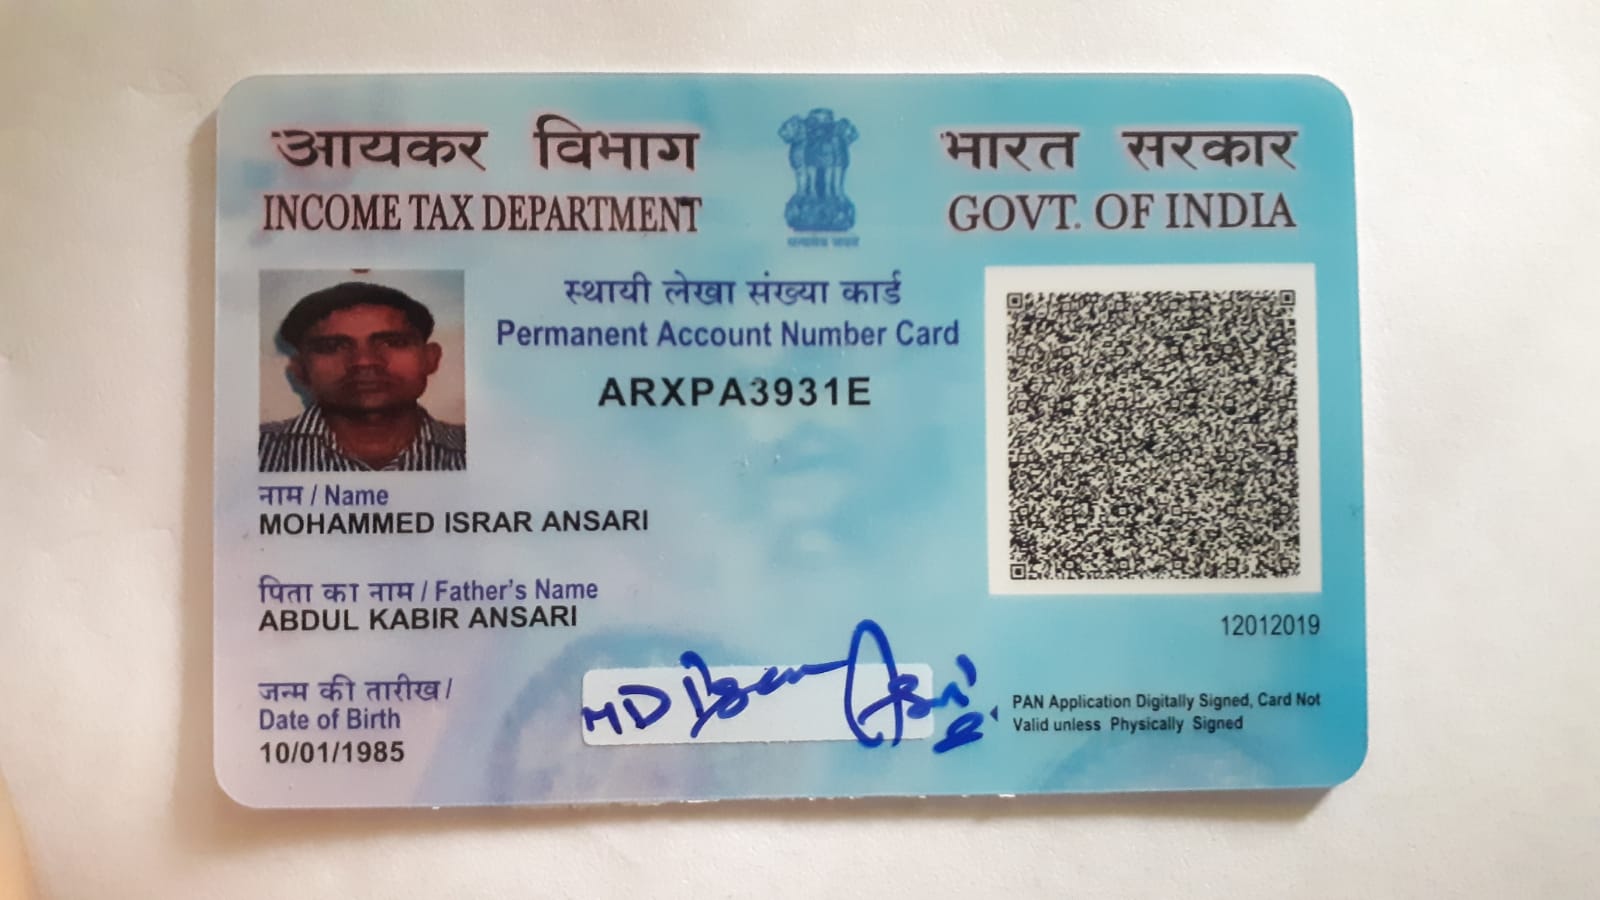 आयकर विभाग
INCOME TAX DEPARTMENT
भारत सरकार
GOVT. OF INDIA
स्थायी लेखा संख्या कार्ड
Permanent Account Number Card
ARXPA3931E
नाम / Name
MOHAMMED ISRAR ANSARI
पिता का नाम / Father's Name
ABDUL KABIR ANSARI
जन्म की तारीख /
Date of Birth
10/01/1985
MD
12012019
PAN Application Digitally Signed, Card Not
Valid unless Physically Signed